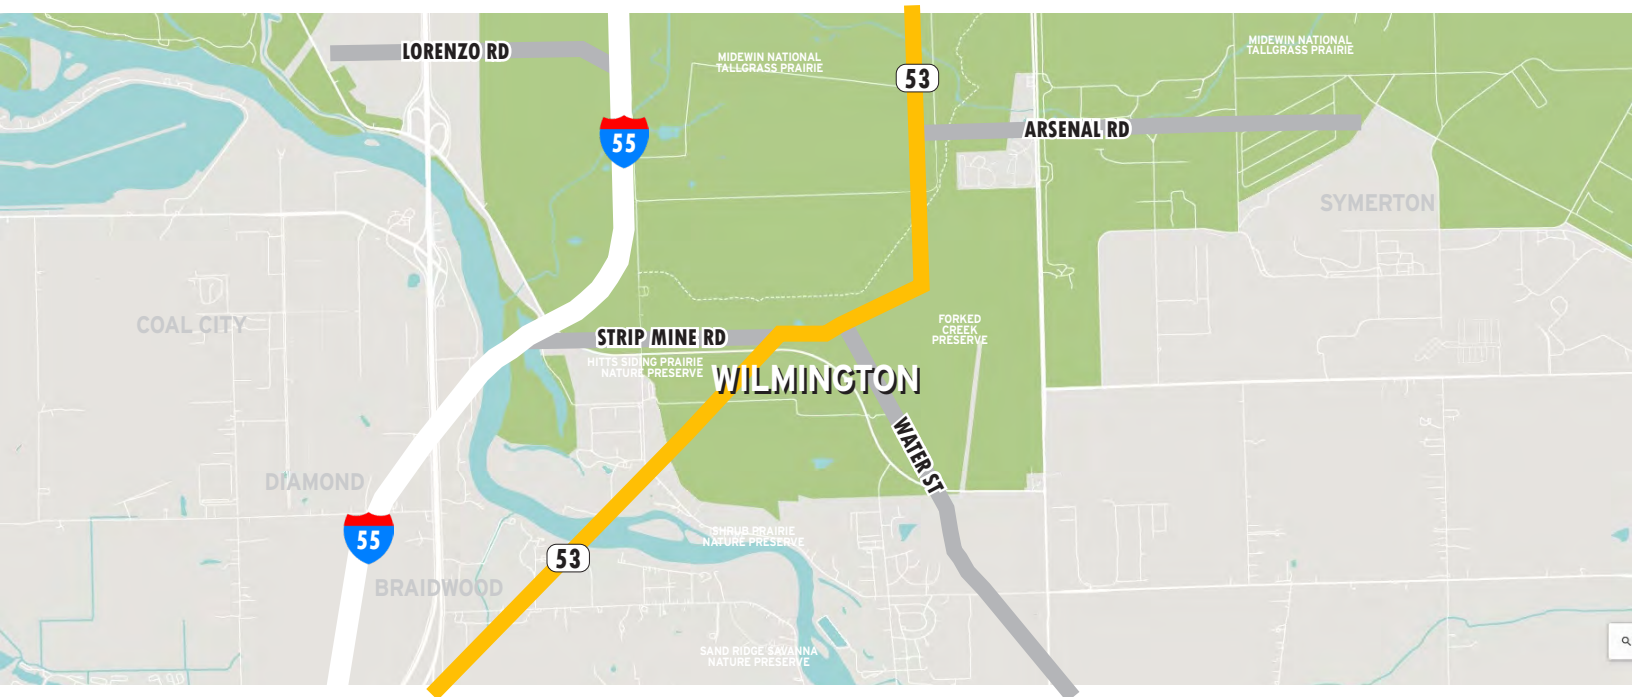 LORENZO RD
MIDEWIN NATIONAL
TALLGRASS PRAIRIE
53
MIDEWIN NATIONAL
TALLGRASS PRAIRIE
55
ARSENAL RD
SYMERTON
COAL CITY
STRIP MINE RD
FORKED
CREEK
PRESERVE
HITTS SIDING PRAIRIE
NATURE PRESERVE
WILMINGTON
WATER ST
DIAMOND
55
53
SHRUB PRAIRIE
NATURE PRESERVE
BRAIDWOOD
SAND RIDGE SAVANNA
NATURE PRESERVE